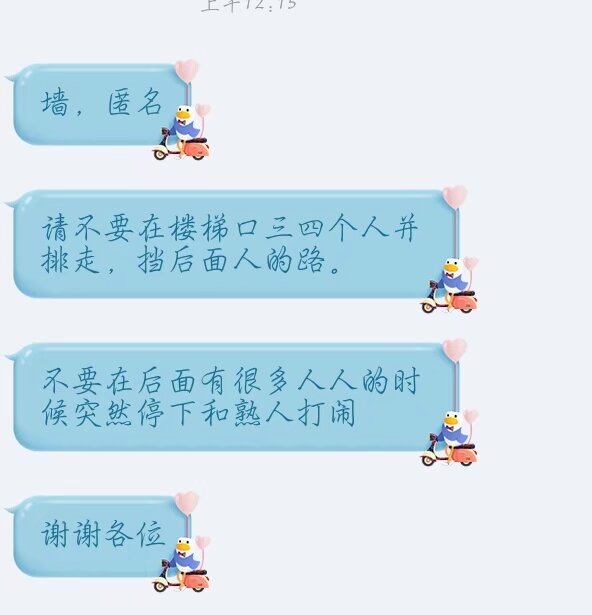 上午12:15
墙，匿名
请不要在楼梯口三四个人并
排走，挡后面人的路。
不要在后面有很多人人的时
候突然停下和熟人打闹
谢谢各位